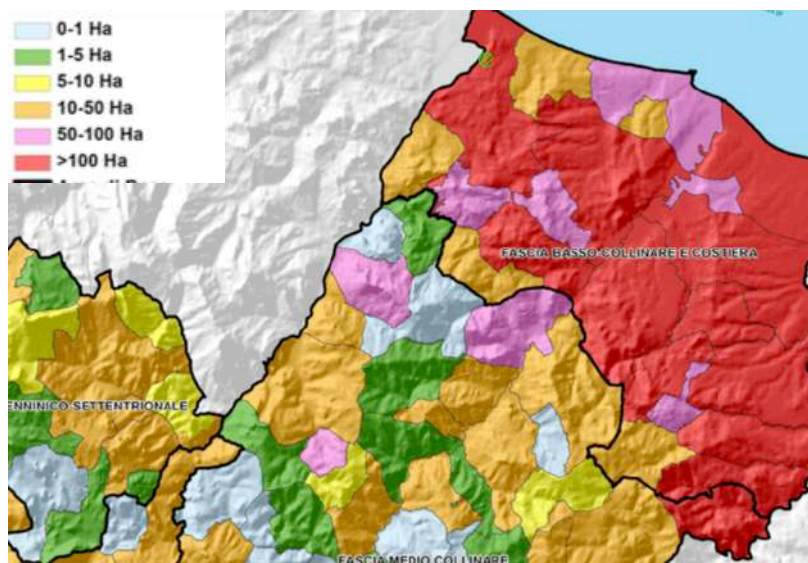 0-1 Ha
1-5 Ha
5-10 Ha
10-50 Ha
50-100 Ha
>100 Ha
FASCIA BASSO-COLLINARE E COSTIERA
ENNINICO-SETTENTRIONALE
FASCIA MEDIO COLLINARE